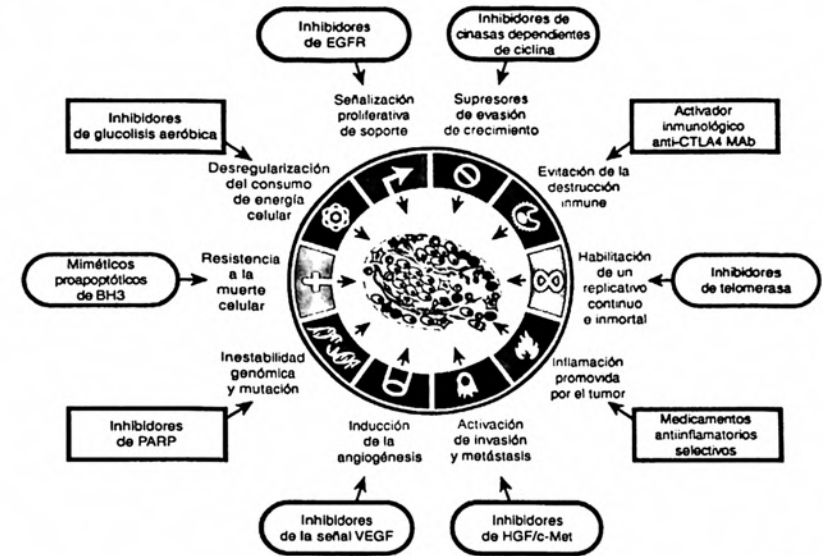 Inhibidores
de EGFR
Inhibidores de
cinasas dependientes
de ciclina
Señalización
proliferativa
de soporte
Supresores
de evasión
de crecimiento
Inhibidores
de glucolisis aeróbica
Activador
inmunológico
anti-CTLA4 MAb
Desregularización
del consumo
de energía
celular
Evitación de la
destrucción
inmune
Miméticos
proapoptóticos
de BH3
Resistencia
a la
muerte
celular
Habilitación
de un
replicativo
continuo
e inmortal
Inhibidores
de telomerasa
Inestabilidad
genómica
y mutación
Inflamación
promovida
por el tumor
Inhibidores
de PARP
Inducción
de la
angiogénesis
Activación
de invasión
y metástasis
Medicamentos
antiinflamatorios
selectivos
Inhibidores
de la señal VEGF
Inhibidores
de HGF/c-Met